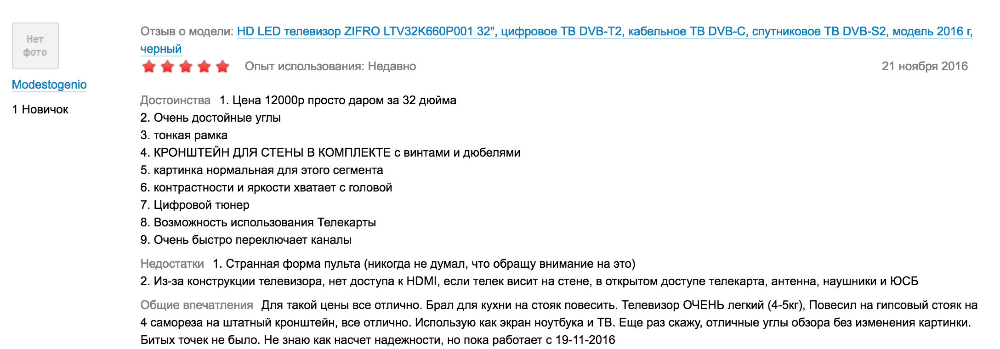 Нет
фото
Modestogenio
1 Новичок
Отзыв о модели: HD LED телевизор ZIFRO LTV32K660P001 32", цифровое ТВ DVB-T2, кабельное ТВ DVB-C, спутниковое ТВ DVB-S2, модель 2016 г,
черный
Опыт использования: Недавно 21 ноября 2016
Достоинства 1. Цена 12000р просто даром за 32 дюйма
2. Очень достойные углы
3. тонкая рамка
4. КРОНШТЕЙН ДЛЯ СТЕНЫ В КОМПЛЕКТЕ с винтами и дюбелями
5. картинка нормальная для этого сегмента
6. контрастности и яркости хватает с головой
7. Цифровой тюнер
8. Возможность использования Телекарты
9. Очень быстро переключает каналы
Недостатки 1. Странная форма пульта (никогда не думал, что обращу внимание на это)
2. Из-за конструкции телевизора, нет доступа к HDMI, если телек висит на стене, в открытом доступе телекарта, антенна, наушники и ЮСБ
Общие впечатления Для такой цены все отлично. Брал для кухни на стояк повесить. Телевизор ОЧЕНЬ легкий (4-5кг), Повесил на гипсовый стояк на
4 самореза на штатный кронштейн, все отлично. Использую как экран ноутбука и ТВ. Еще раз скажу, отличные углы обзора без изменения картинки.
Битых точек не было. Не знаю как насчет надежности, но пока работает с 19-11-2016